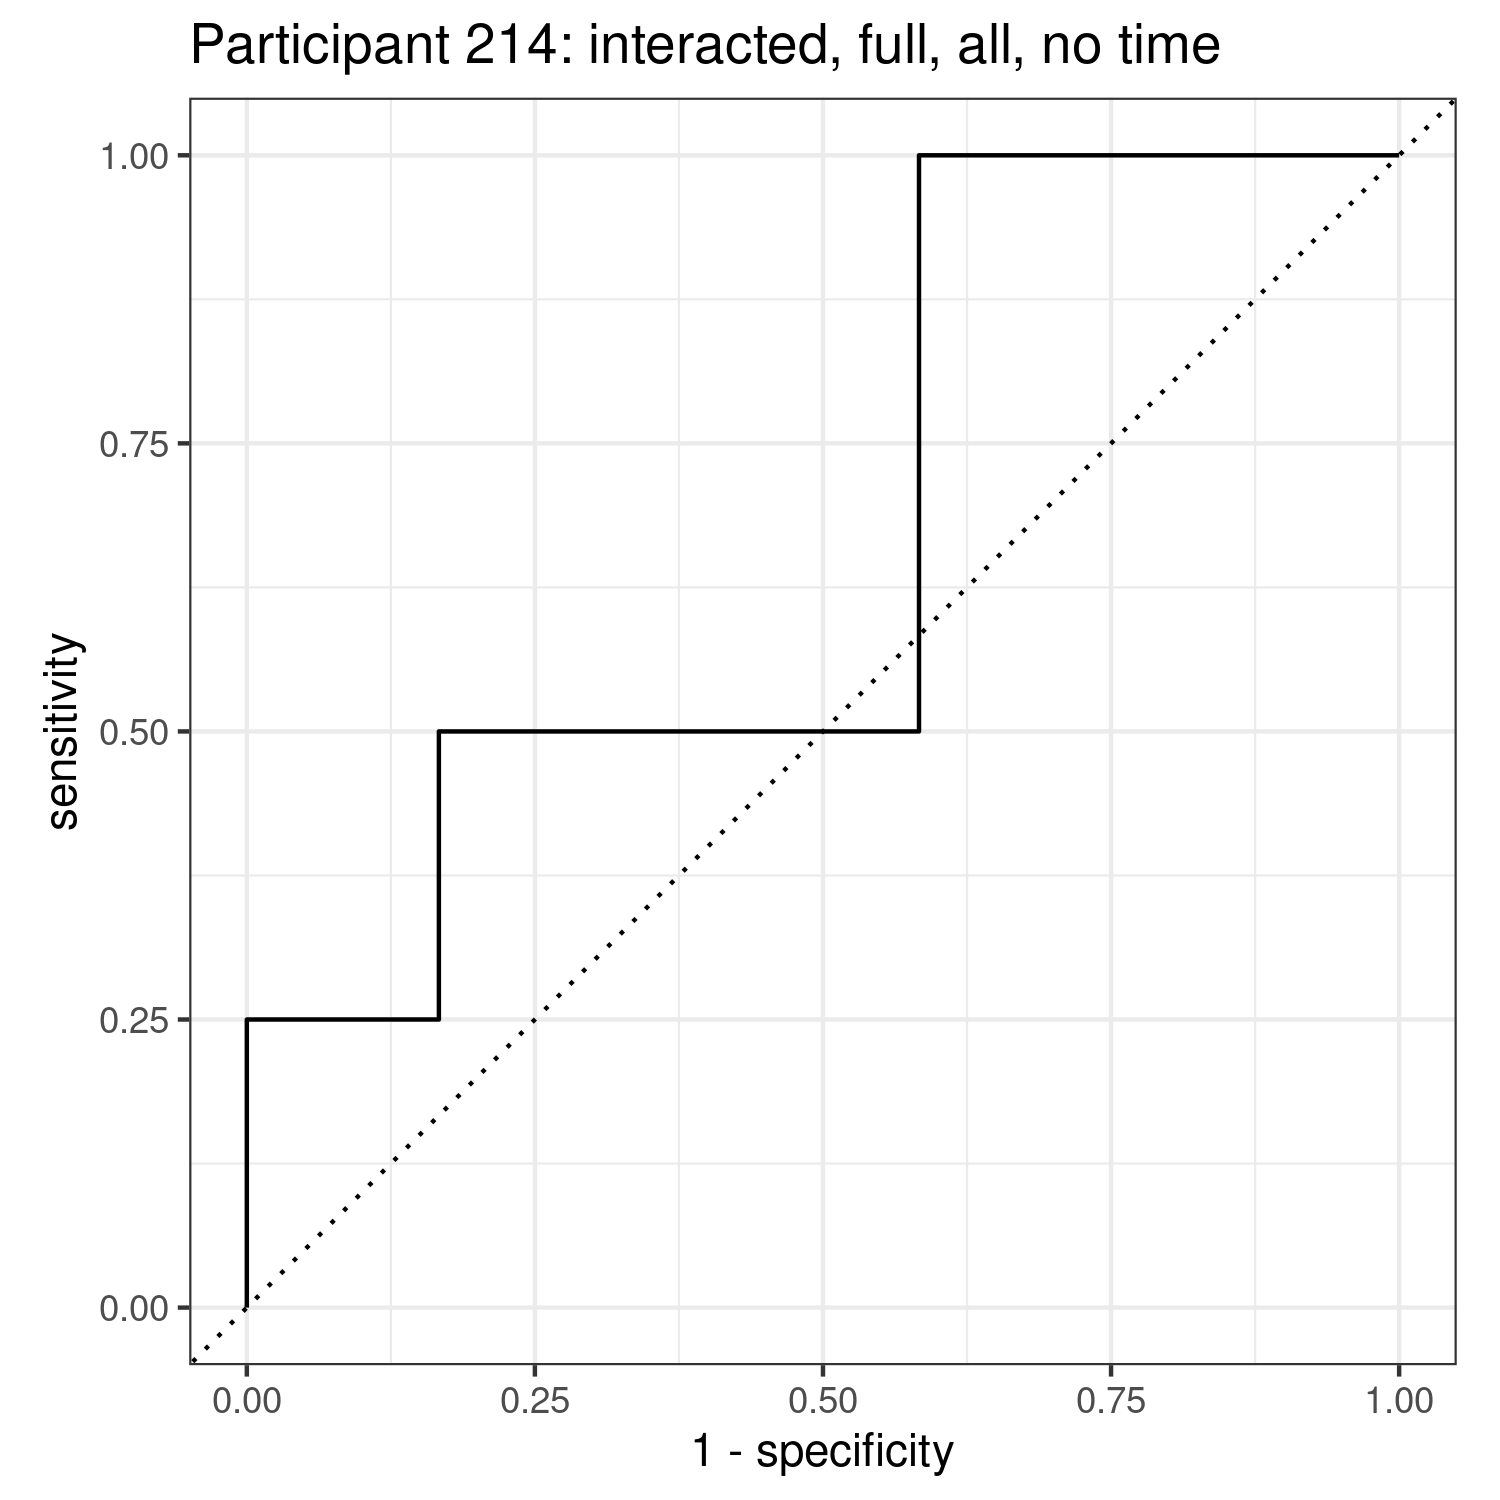 Participant 214: interacted, full, all, no time
1.00
0.75
0.50
0.25
0.00
sensitivity
0.00 0.25 0.50 0.75 1.00
1 - specificity